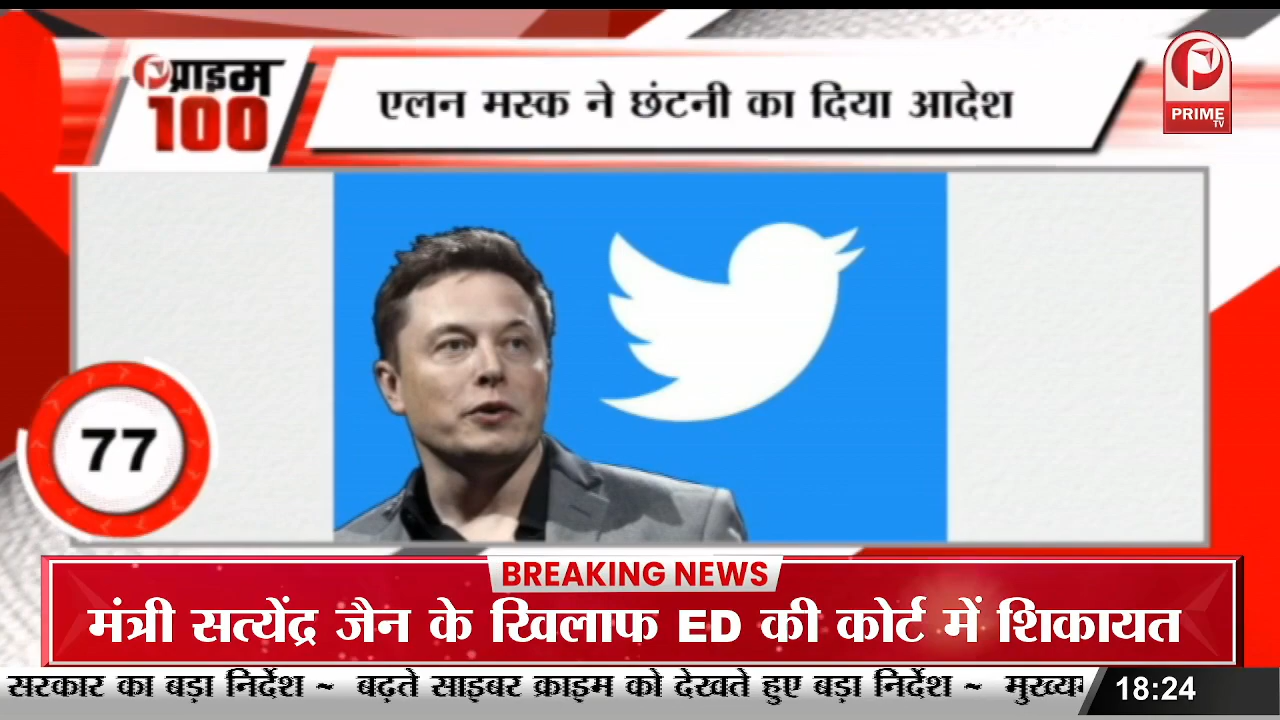 प्राइम
100
एलन मस्क ने छंटनी का दिया आदेश
PRIME
TV
77
BREAKING NEWS
मंत्री सत्येंद्र जैन के खिलाफ ED की कोर्ट में शिकायत
सरकार का बड़ा निर्देश ~ बढ़ते साइबर क्राइम को देखते हुए बड़ा निर्देश ~
18:24